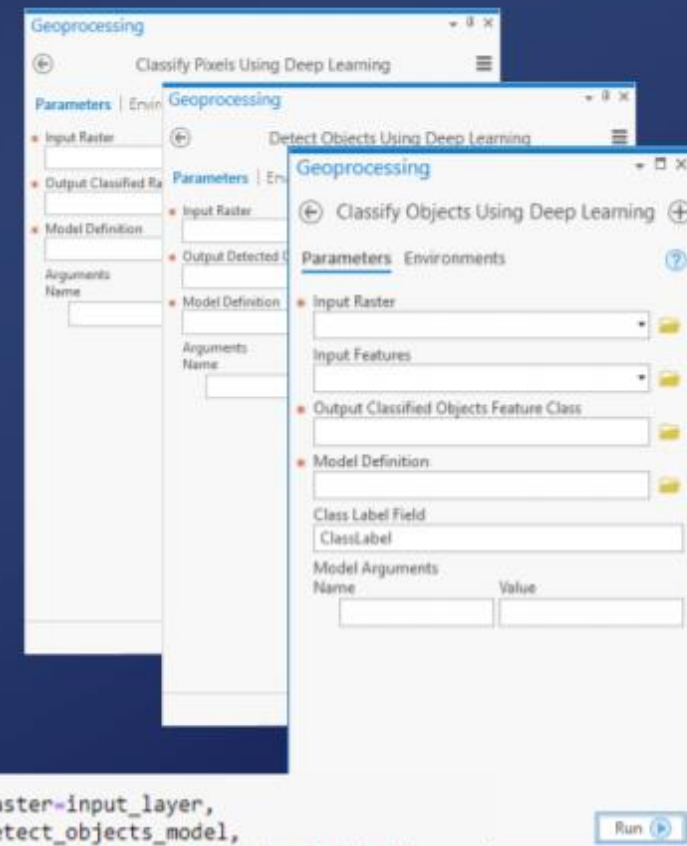 Geoprocessing
Classify Pixels Using Deep Learning
Parameters
Input Raster
Output Classified
Model Definition
Arguments
Name
Geoprocessing
Detect Objects Using Deep Learning
Parameters
Input Raster
Output Detected
Model Definition
Arguments
Name
Geoprocessing
Classify Objects Using Deep Learning
Parameters Environments
Input Raster
Input Features
Output Classified Objects Feature Class
Model Definition
Class Label Field
ClassLabel
Model Arguments
Name Value
Run
aster=input_layer,
etect_objects_model,